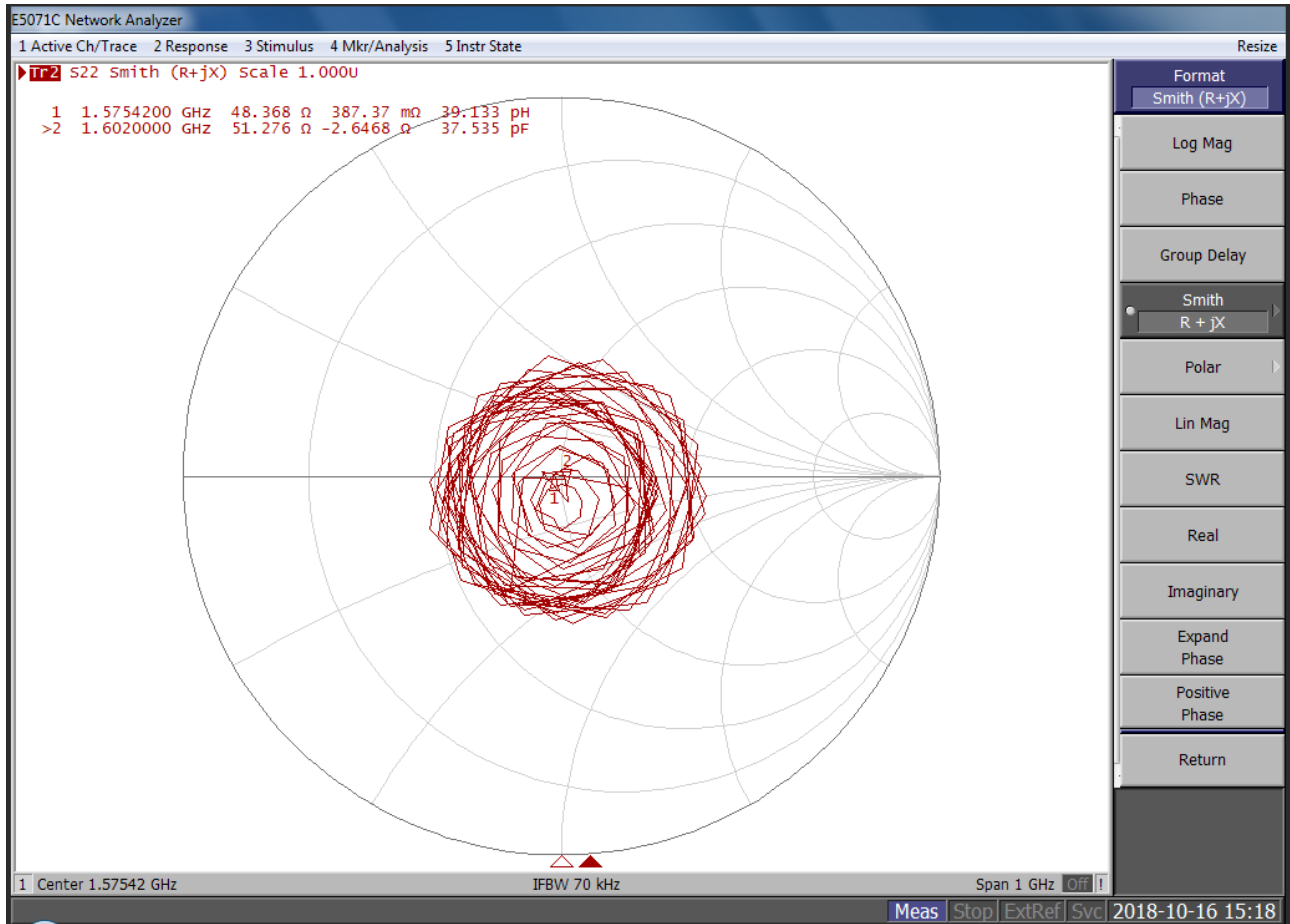 E5071C Network Analyzer
1 Active Ch/Trace 2 Response 3 Stimulus 4 Mkr/Analysis 5 Instr State Resize
Tr2 S22 Smith (R+jX) Scale 1.000U
1 1.5754200 GHz 48.368 Ω 387.37 mΩ 39.133 pH
>2 1.6020000 GHz 51.276 Ω -2.6468 Ω 37.535 pF
2
1
Format
Smith (R+jX)
Log Mag
Phase
Group Delay
Smith
R + jX
Polar
Lin Mag
SWR
Real
Imaginary
Expand
Phase
Positive
Phase
Return
1 Center 1.57542 GHz IFBW 70 kHz Span 1 GHz Off !
Meas Stop ExtRef Svc 2018-10-16 15:18